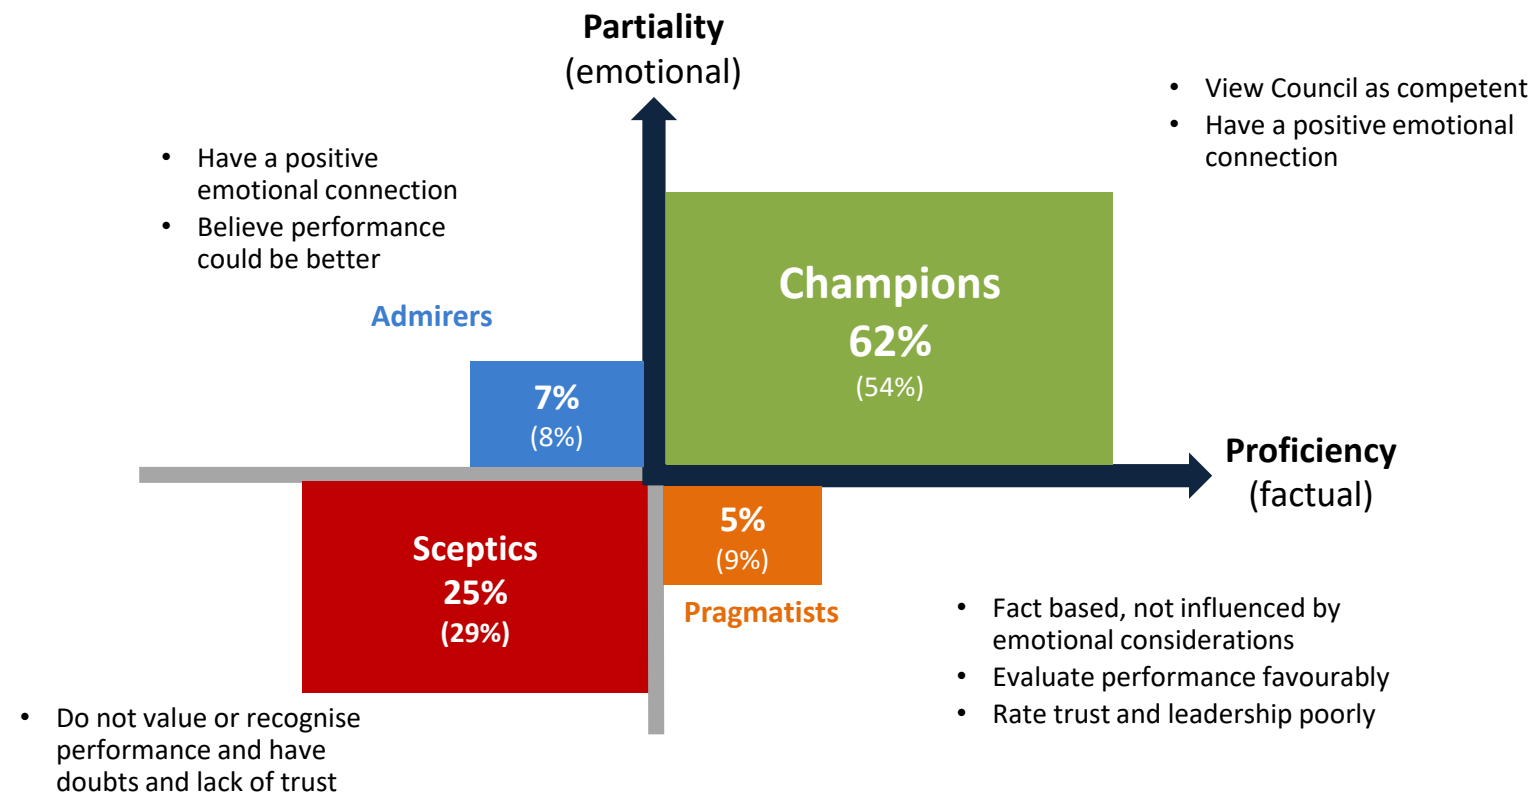 Partiality
(emotional)
• View Council as competent
• Have a positive emotional
connection
• Have a positive
emotional connection
• Believe performance
could be better
Admirers
7%
(8%)
Champions
62%
(54%)
Proficiency
(factual)
Sceptics
25%
(29%)
5%
(9%)
Pragmatists
• Fact based, not influenced by
emotional considerations
• Evaluate performance favourably
• Rate trust and leadership poorly
• Do not value or recognise
performance and have
doubts and lack of trust